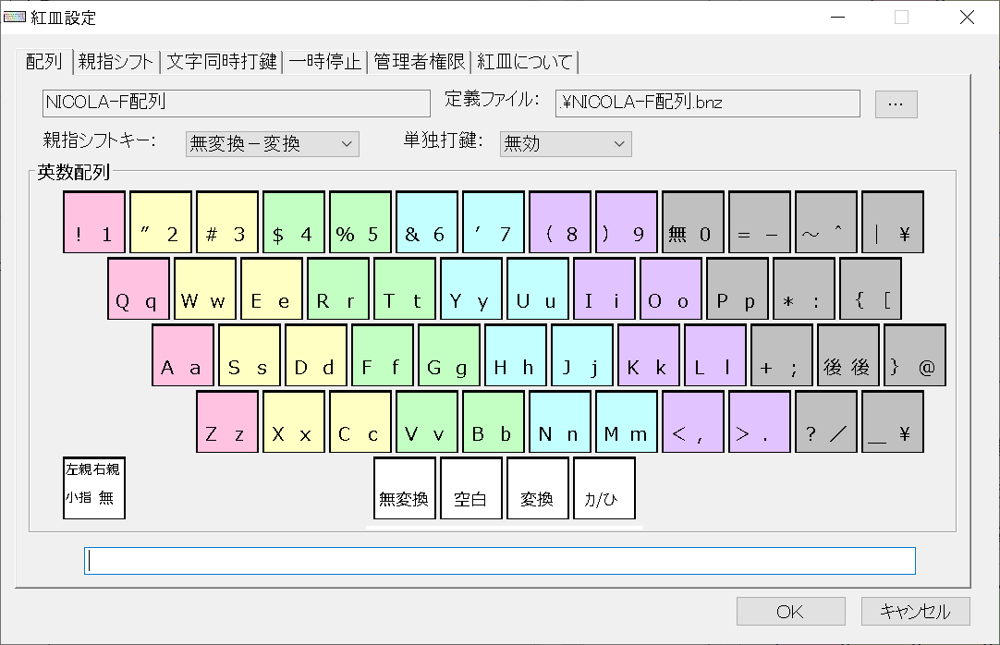 紅皿設定
配列 親指シフト 文字同時打鍵 一時停止 管理者権限 紅皿について
NICOLA-F配列 定義ファイル: .¥NICOLA-F配列.bnz ...
親指シフトキー: 無変換－変換 単独打鍵: 無効
英数配列
! 1 ″ 2 # 3 $ 4 % 5 & 6 ′ 7 ( 8 ) 9 無 0 = − ～ ＾ | ¥
Q q W w E e R r T t Y y U u I i O o P p * : { [
A a S s D d F f G g H h J j K k L l + ; 後 後 } @
Z z X x C c V v B b N n M m < , > . ? ／ ＿ ¥
左親右親
小指 無 無変換 空白 変換 カ/ひ
OK キャンセル